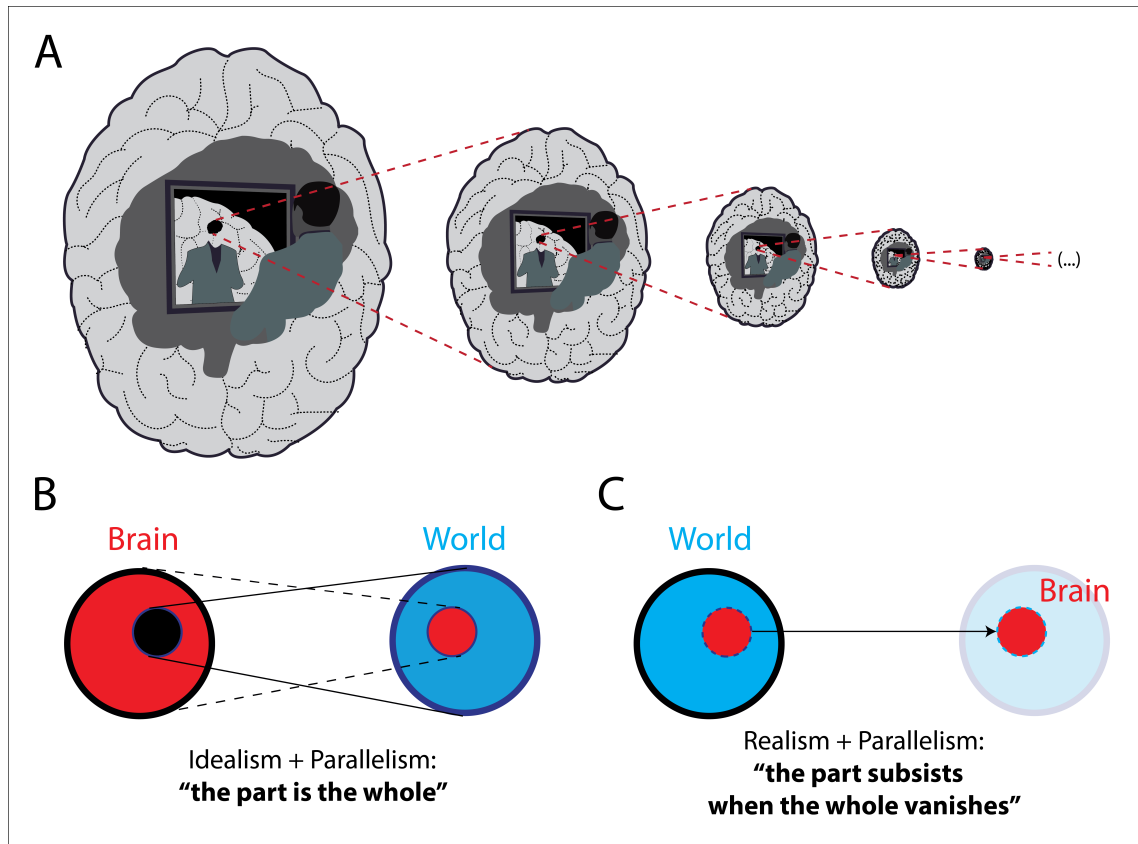 A
(...)
B
Brain
World
Idealism + Parallelism:
“the part is the whole”
C
World
Brain
Realism + Parallelism:
“the part subsists
when the whole vanishes”